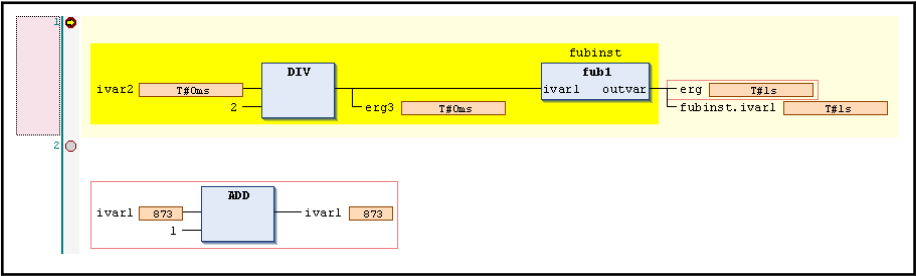 1
fubinst
DIV fub1
ivar2 T#0ms ivar1 outvar erg T#1s
2 erg3 T#0ms fubinst.ivar1 T#1s
2
ADD
ivar1 873 ivar1 873
1